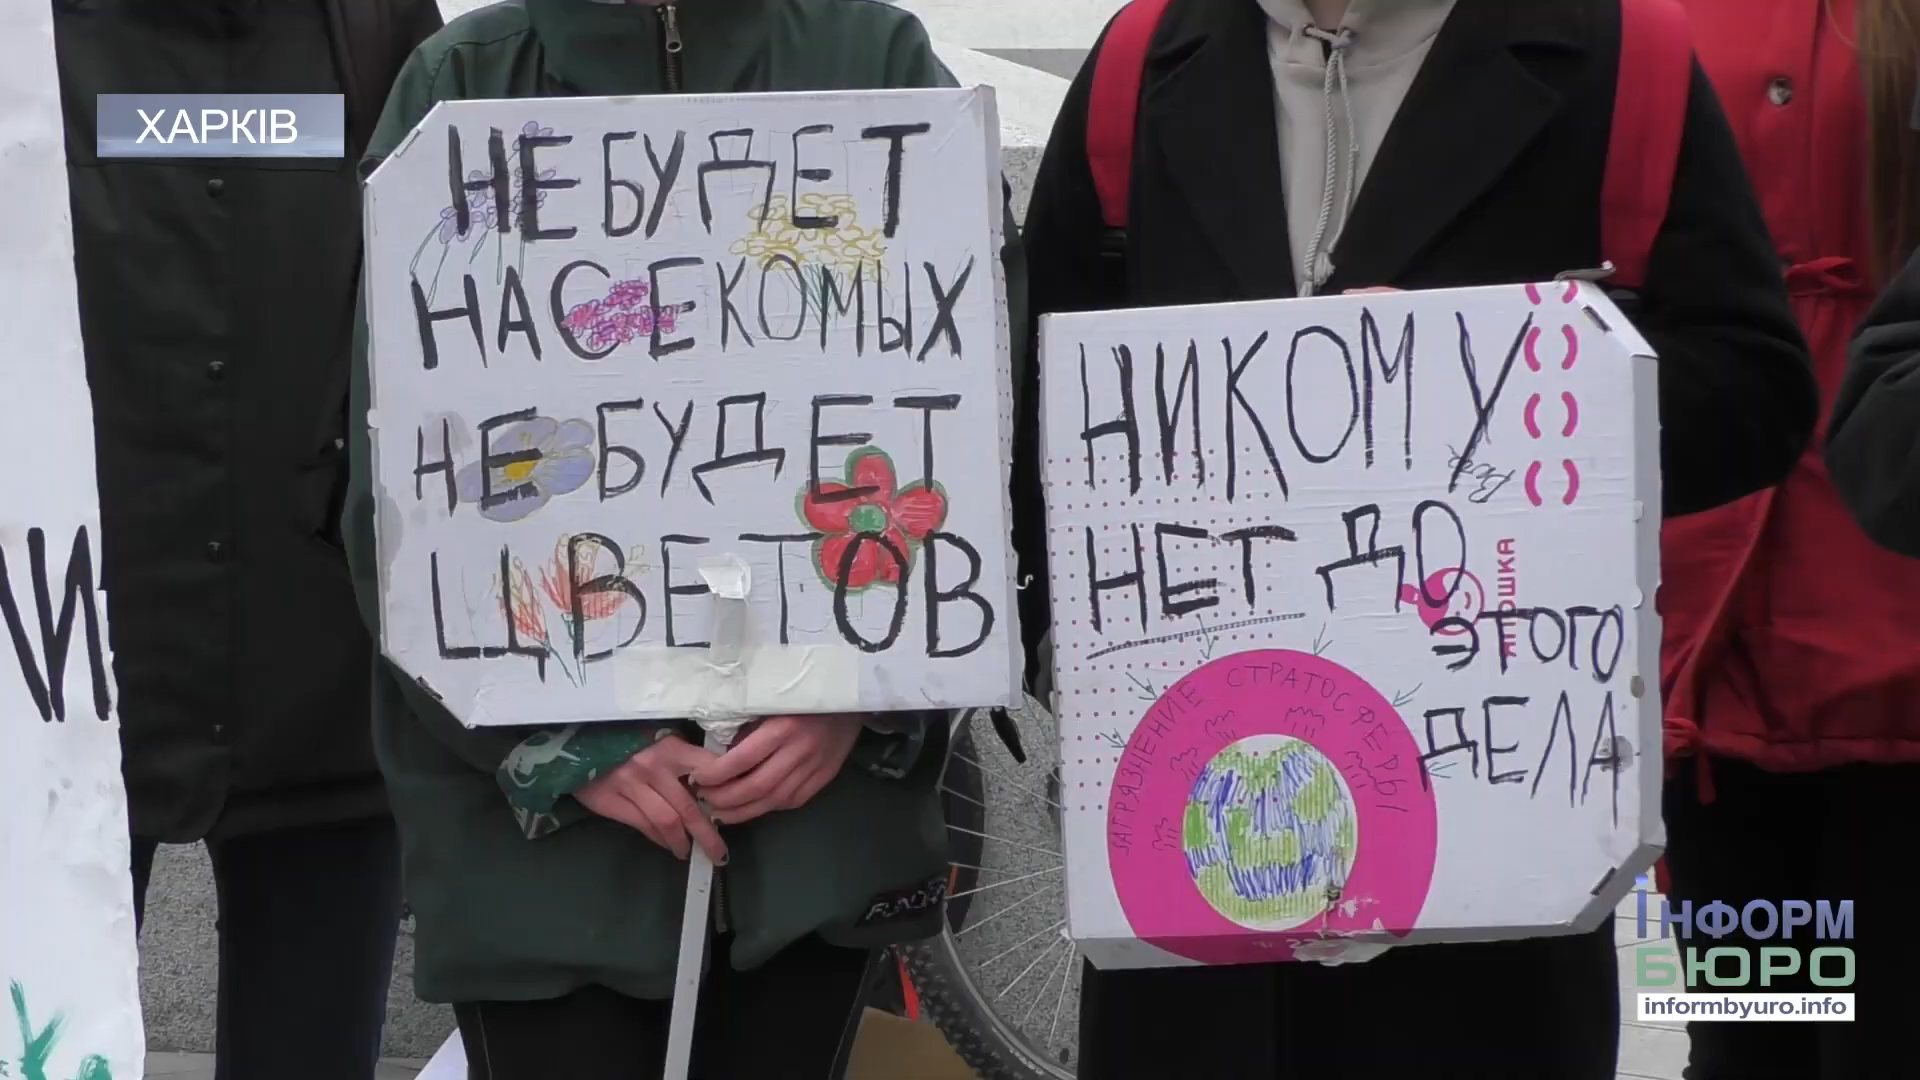 ХАРКІВ
НЕ БУДЕТ
НАСЕКОМЫХ
НЕ БУДЕТ
ЦВЕТОВ
НИКОМУ
НЕТ ДО
ЭТОГО
ДЕЛА
ЗАГРЯЗНЕНИЕ СТРАТОСФЕРЫ
И
ІНФОРМ
БЮРО
informbyuro.info